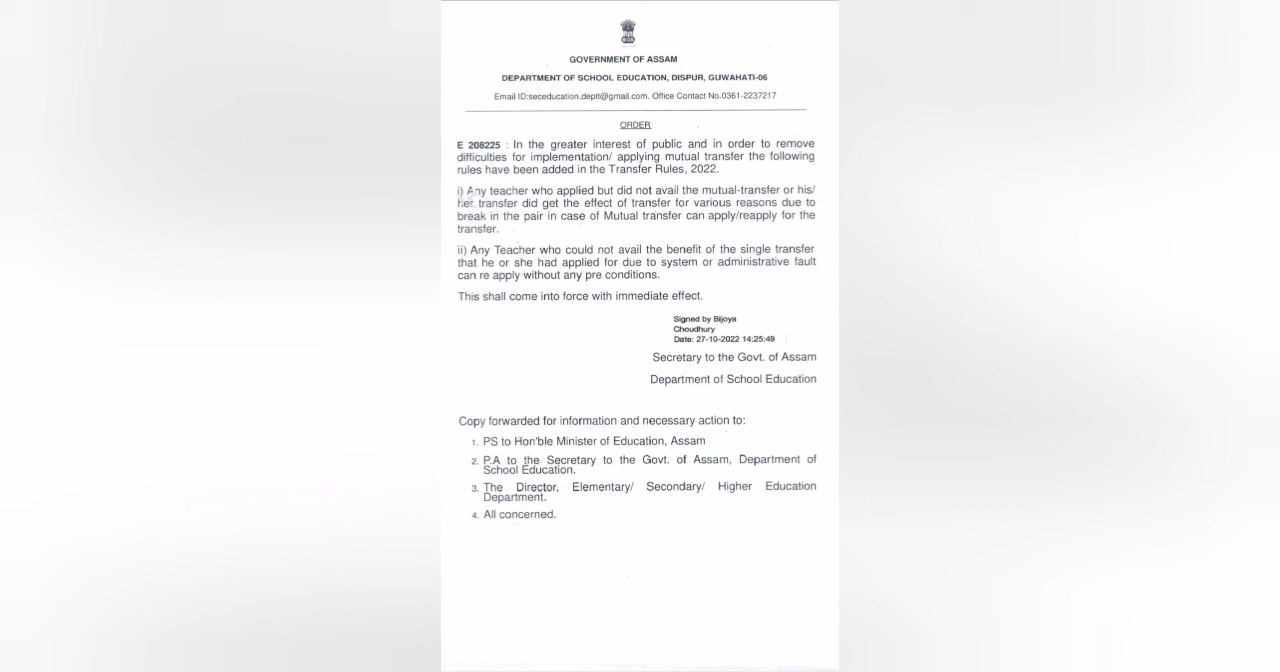 GOVERNMENT OF ASSAM
DEPARTMENT OF SCHOOL EDUCATION, DISPUR, GUWAHATI-06
Email ID:seceducation.deptt@gmail.com. Office Contact No.0361-2237217
ORDER
E 208225 : In the greater interest of public and in order to remove
difficulties for implementation/ applying mutual transfer the following
rules have been added in the Transfer Rules, 2022.
i) Any teacher who applied but did not avail the mutual-transfer or his/
her transfer did get the effect of transfer for various reasons due to
break in the pair in case of Mutual transfer can apply/reapply for the
transfer.
ii) Any Teacher who could not avail the benefit of the single transfer
that he or she had applied for due to system or administrative fault
can re apply without any pre conditions.
This shall come into force with immediate effect.
Signed by Bijoya
Choudhury
Date: 27-10-2022 14:25:49
Secretary to the Govt. of Assam
Department of School Education
Copy forwarded for information and necessary action to:
1. PS to Hon'ble Minister of Education, Assam
2. P.A to the Secretary to the Govt. of Assam, Department of
School Education.
3. The Director, Elementary/ Secondary/ Higher Education
Department.
4. All concerned.